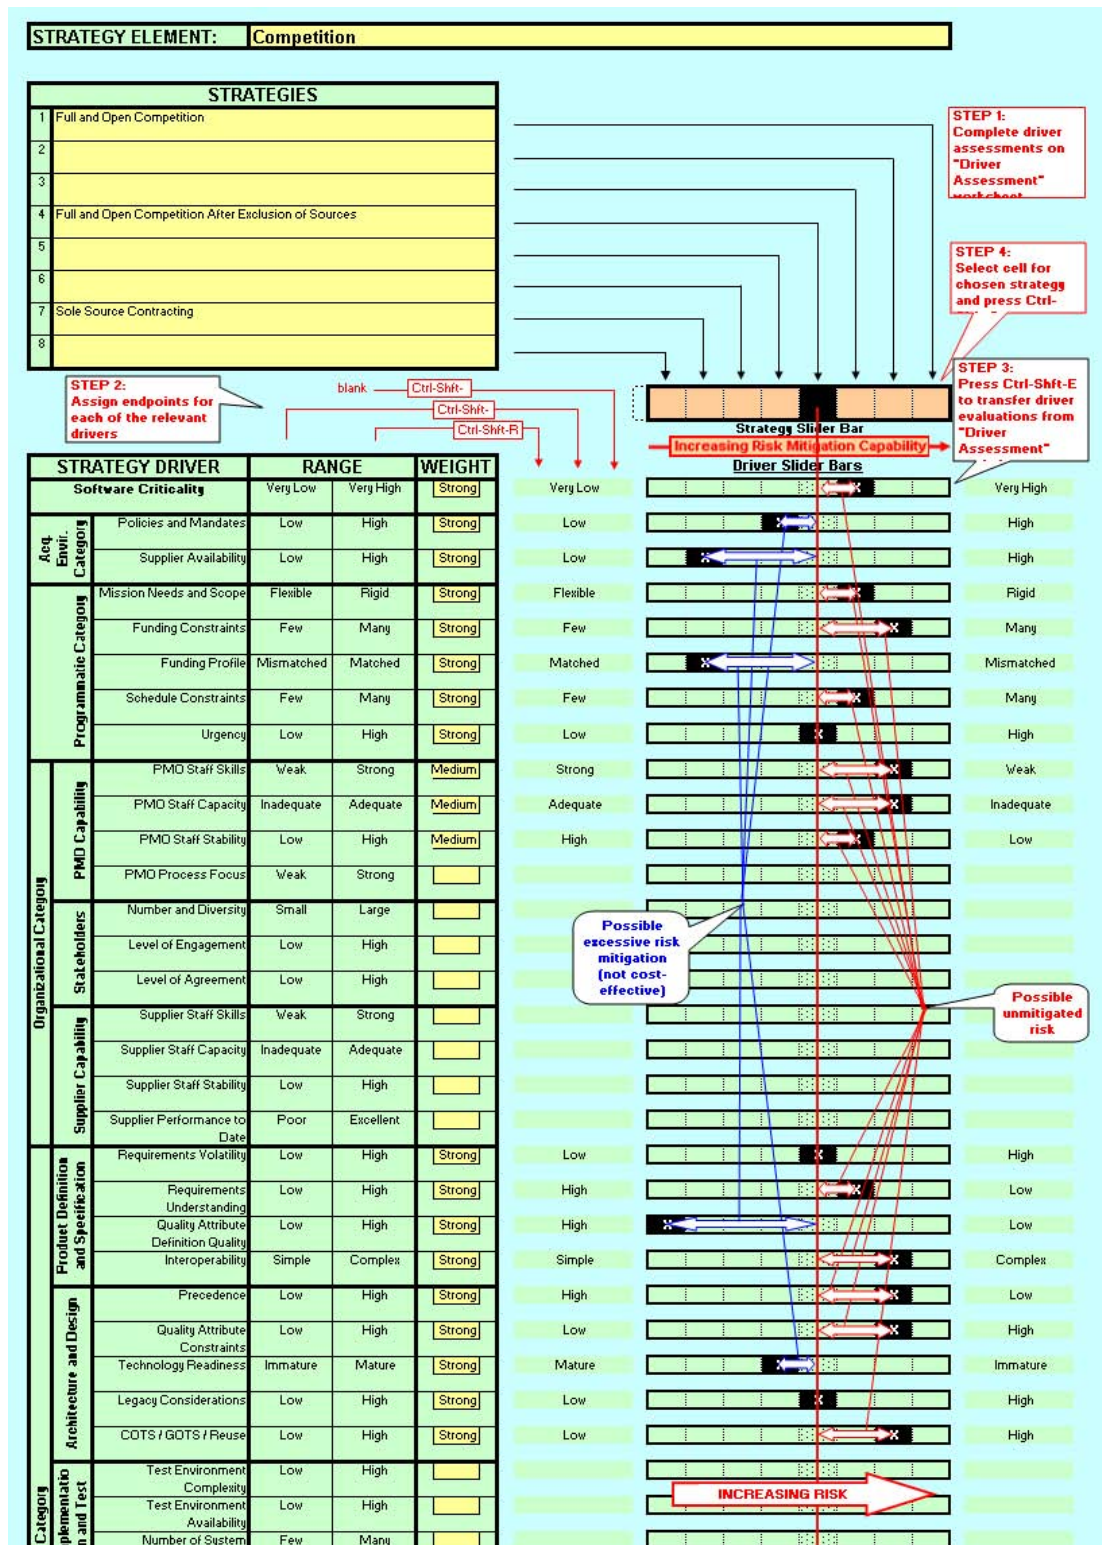 STRATEGY ELEMENT: Competition
STRATEGIES
1 Full and Open Competition
2
3
4 Full and Open Competition After Exclusion of Sources
5
6
7 Sole Source Contracting
8
STEP 1:
Complete driver
assessments on
"Driver
Assessment"
worksheet
STEP 4:
Select cell for
chosen strategy
and press Ctrl-
STEP 2:
Assign endpoints for
each of the relevant
drivers
blank Ctrl-Shft-
Ctrl-Shft-
Ctrl-Shft-R
STEP 3:
Press Ctrl-Shft-E
to transfer driver
evaluations from
"Driver
Assessment"
Strategy Slider Bar
Increasing Risk Mitigation Capability
Driver Slider Bars
STRATEGY DRIVER RANGE WEIGHT
Software Criticality Very Low Very High Strong Very Low x Very High
Acq.
Envir.
Category
Policies and Mandates Low High Strong Low x High
Supplier Availability Low High Strong Low x High
Programmatic Category
Mission Needs and Scope Flexible Rigid Strong Flexible x Rigid
Funding Constraints Few Many Strong Few x Many
Funding Profile Mismatched Matched Strong Matched x Mismatched
Schedule Constraints Few Many Strong Few x Many
Urgency Low High Strong Low x High
Organizational Category
PMO Capability
PMO Staff Skills Weak Strong Medium Strong x Weak
PMO Staff Capacity Inadequate Adequate Medium Adequate x Inadequate
PMO Staff Stability Low High Medium High x Low
PMO Process Focus Weak Strong
Stakeholders
Number and Diversity Small Large
Level of Engagement Low High
Level of Agreement Low High
Possible
excessive risk
mitigation
(not cost-
effective)
Possible
unmitigated
risk
Supplier Capability
Supplier Staff Skills Weak Strong
Supplier Staff Capacity Inadequate Adequate
Supplier Staff Stability Low High
Supplier Performance to
Date
Poor Excellent
Category
Product Definition
and Specification
Requirements Volatility Low High Strong Low x High
Requirements
Understanding
Low High Strong High x Low
Quality Attribute
Definition Quality
Low High Strong High x Low
Interoperability Simple Complex Strong Simple x Complex
Architecture and Design
Precedence Low High Strong High x Low
Quality Attribute
Constraints
Low High Strong Low x High
Technology Readiness Immature Mature Strong Mature x Immature
Legacy Considerations Low High Strong Low x High
COTS / GOTS / Reuse Low High Strong Low x High
plementatio
n and Test
Test Environment
Complexity
Low High
Test Environment
Availability
Low High
Number of System Few Many
INCREASING RISK